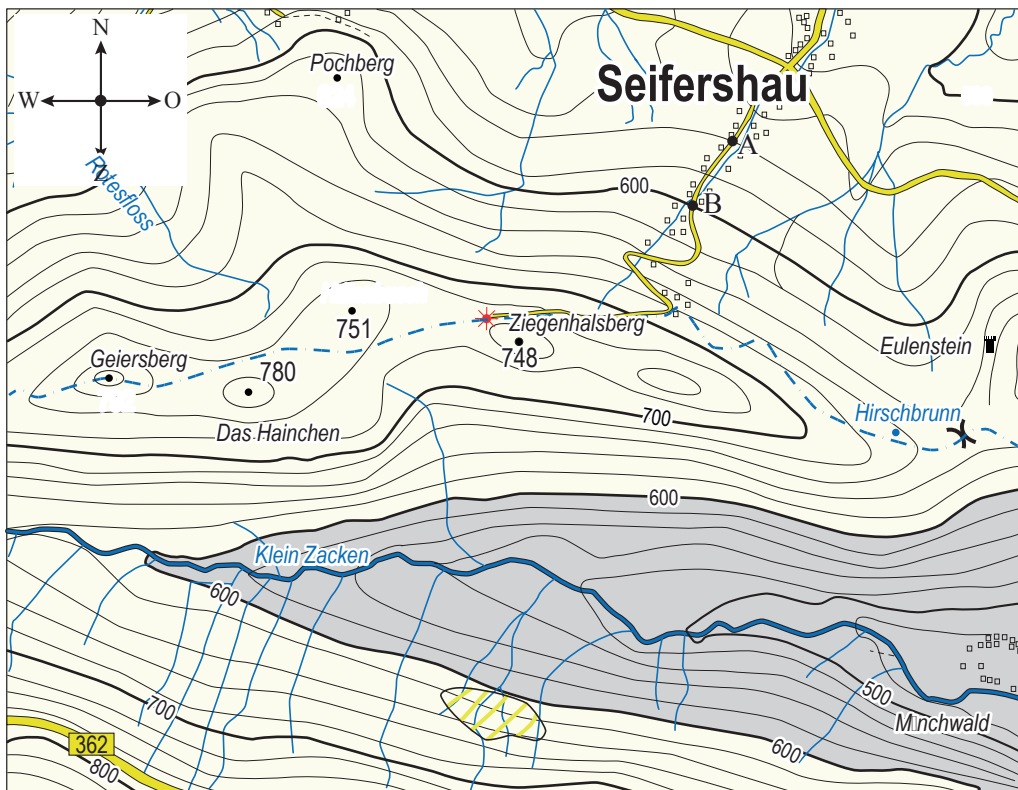 N
W
O
Pochberg
Seifershau
A
Rotesfloss
600
B
751
Ziegenhalsberg
748
Eulenstein
Geiersberg
780
Hirschbrunn
700
Das Hainchen
600
Klein Zacken
600
500
700
Mnchwald
362
600
800